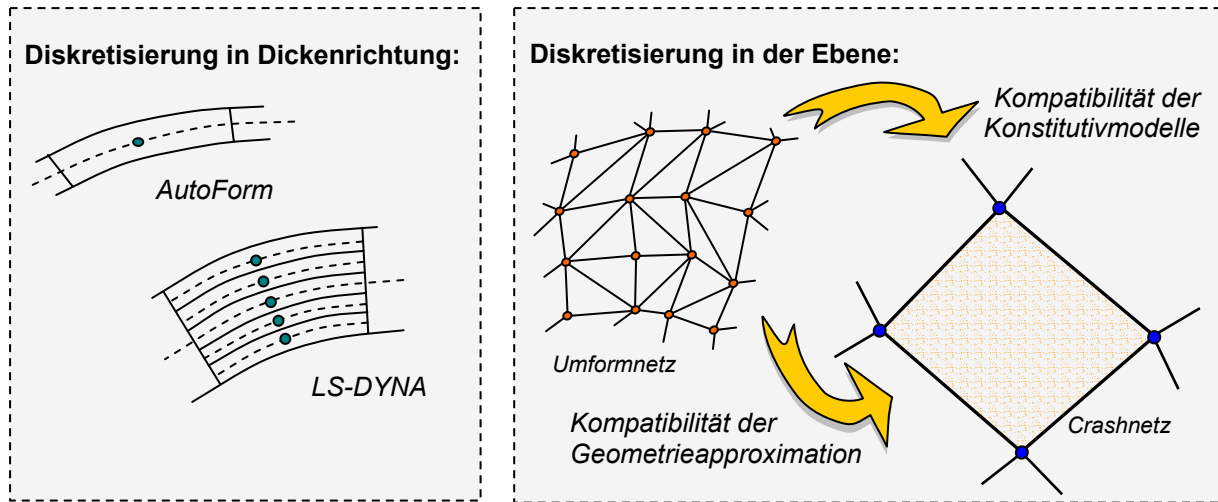 Diskretisierung in Dickenrichtung:
AutoForm
LS-DYNA
Diskretisierung in der Ebene:
Kompatibilität der
Konstitutivmodelle
Umformnetz
Kompatibilität der
Geometrieapproximation
Crashnetz